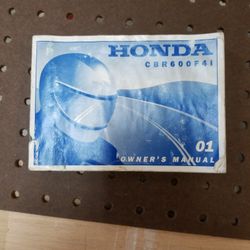 HONDA
CBR600F4I
01
OWNER'S MANUAL